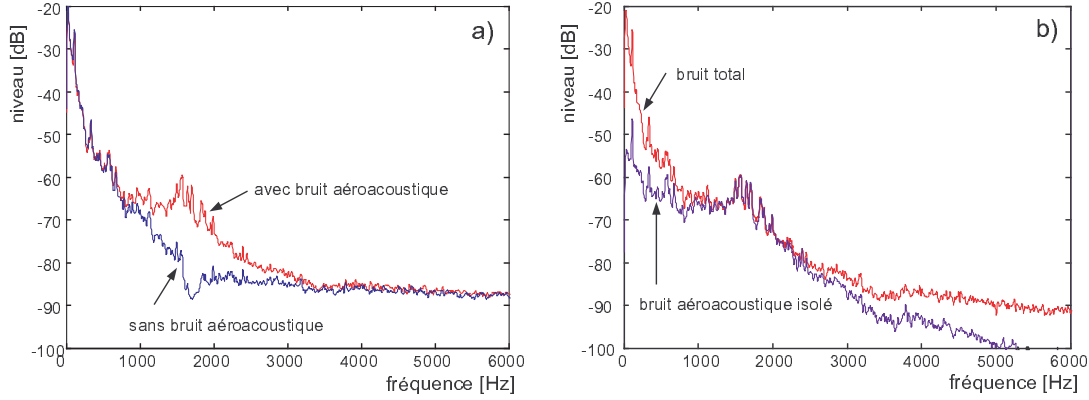 -20
-30
-40
-50
-60
-70
-80
-90
-100
niveau [dB]
a)
avec bruit aéroacoustique
sans bruit aéroacoustique
0 1000 2000 3000 4000 5000 6000
fréquence [Hz]
-20
-30
-40
-50
-60
-70
-80
-90
-100
niveau [dB]
b)
bruit total
bruit aéroacoustique isolé
0 1000 2000 3000 4000 5000 6000
fréquence [Hz]